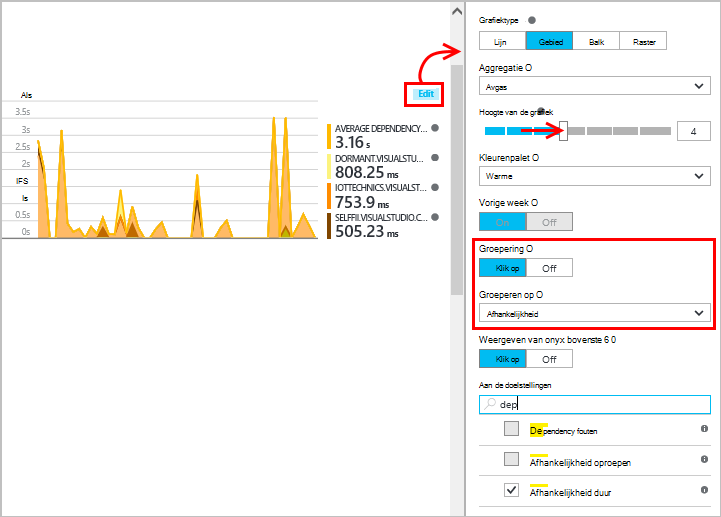 Als
3.5s
3s
2.5s
2s
IFS
ls
0.5s
0s
Edit
AVERAGE DEPENDENCY...
3.16 s
DORMANT.VISUALSTU...
808.25 ms
IOTTECHNICS.VISUALST...
753.9 ms
SELFFII.VISUALSTUDIO.C...
505.23 ms
Grafiektype
Lijn Gebied Balk Raster
Aggregatie O
Avgas
Hoogte van de grafiek
4
Kleurenpalet O
Warme
Vorige week O
On Off
Groepering O
Klik op Off
Groeperen op O
Afhankelijkheid
Weergeven van onyx bovenste 6 0
Klik op Off
Aan de doelstellingen
dep
Dependency fouten
Afhankelijkheid oproepen
Afhankelijkheid duur